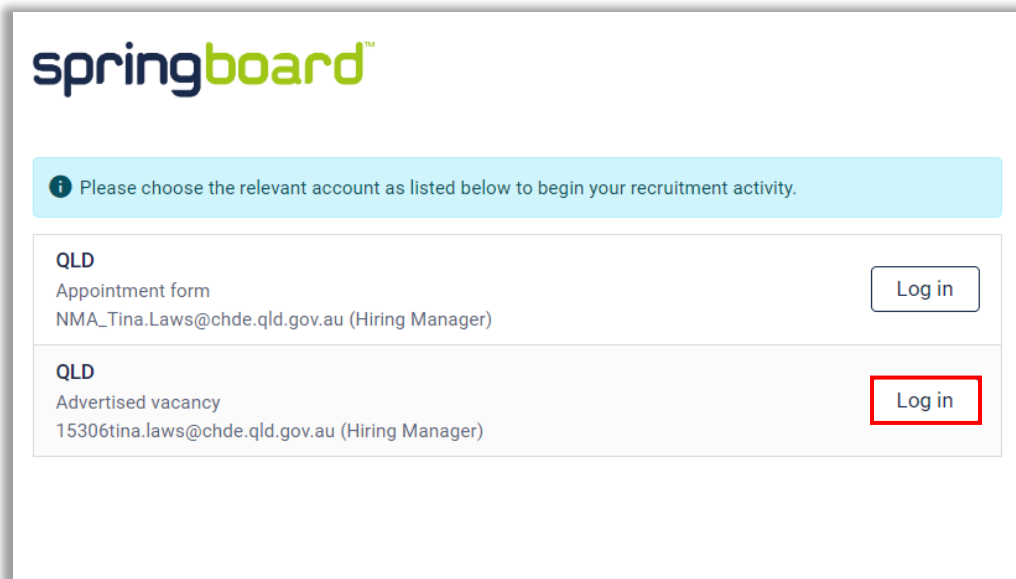 springboard™
Please choose the relevant account as listed below to begin your recruitment activity.
QLD
Appointment form
NMA_Tina.Laws@chde.qld.gov.au (Hiring Manager)
Log in
QLD
Advertised vacancy
15306tina.laws@chde.qld.gov.au (Hiring Manager)
Log in